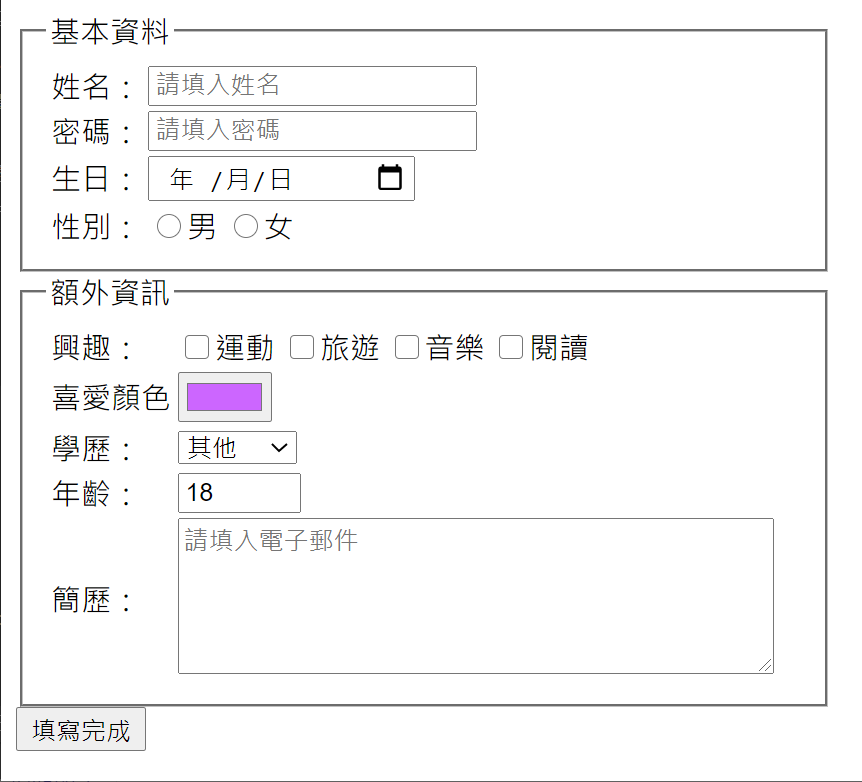 基本資料
姓名： 請填入姓名
密碼： 請填入密碼
生日： 年 /月/日
性別： 男 女
額外資訊
興趣： 運動 旅遊 音樂 閱讀
喜愛顏色
學歷： 其他
年齡： 18
請填入電子郵件
簡歷：
填寫完成